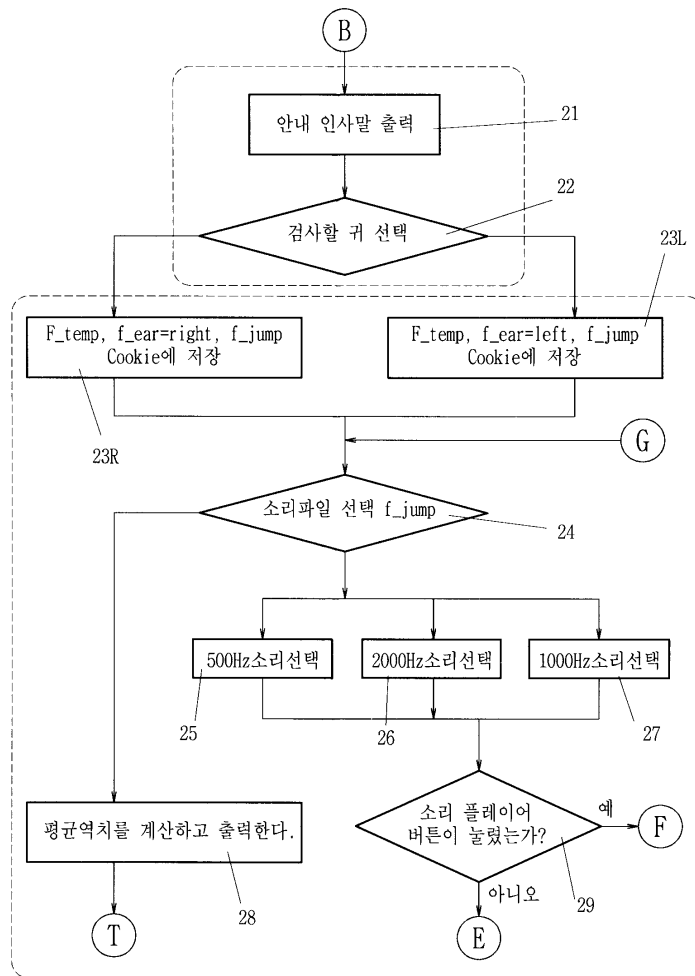 B
안내 인사말 출력
21
검사할 귀 선택
22
23L
F_temp, f_ear=right, f_jump
Cookie에 저장
F_temp, f_ear=left, f_jump
Cookie에 저장
23R
G
소리파일 선택 f_jump
24
500Hz소리선택
2000Hz소리선택
1000Hz소리선택
25
26
27
소리 플레이어
버튼이 눌렸는가?
예
F
평균역치를 계산하고 출력한다.
28
29
아니오
T
E